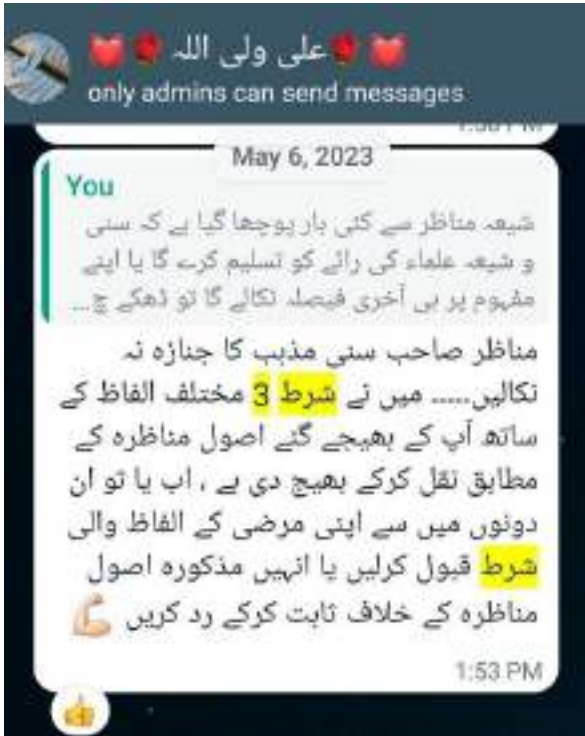 ❤️🌹علی ولی اللہ🌹❤️
only admins can send messages
May 6, 2023
You
شیعہ مناظر سے کئی بار پوچھا گیا ہے کہ سنی
و شیعہ علماء کی رائے کو تسلیم کرے گا یا اپنے
مفہوم پر ہی آخری فیصلہ نکالے گا تو ڈھکے چ...
مناظر صاحب سنی مذہب کا جنازہ نہ
نکالیں..... میں نے شرط 3 مختلف الفاظ کے
ساتھ آپ کے بھیجے گئے اصول مناظرہ کے
مطابق نقل کرکے بھیج دی ہے ، اب یا تو ان
دونوں میں سے اپنی مرضی کے الفاظ والی
شرط قبول کرلیں یا انہیں مذکورہ اصول
مناظرہ کے خلاف ثابت کرکے رد کریں 💪🏻
1:53 PM
👍